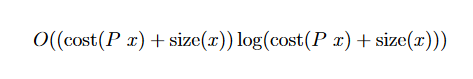 O((cost(P x) + size(x)) log(cost(P x) + size(x)))